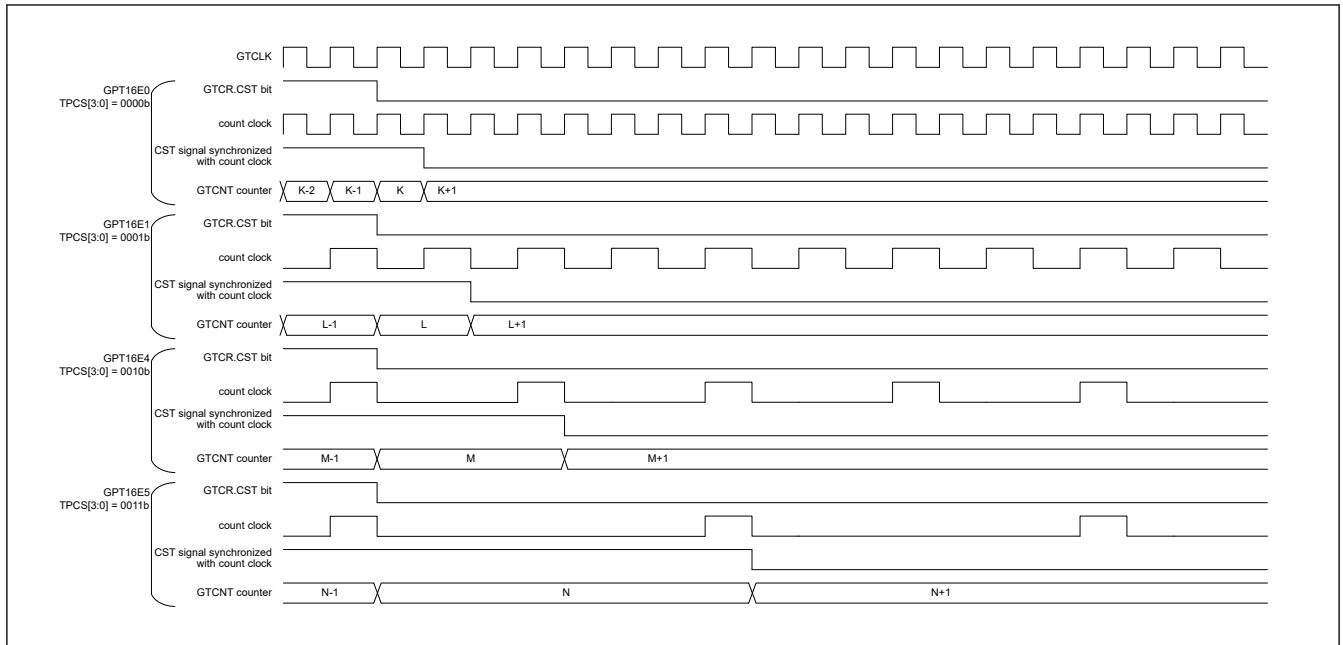 GTCLK
GPT16E0
TPCS[3:0] = 0000b
GTCR.CST bit
count clock
CST signal synchronized
with count clock
GTCNT counter K-2 K-1 K K+1
GPT16E1
TPCS[3:0] = 0001b
GTCR.CST bit
count clock
CST signal synchronized
with count clock
GTCNT counter L-1 L L+1
GPT16E4
TPCS[3:0] = 0010b
GTCR.CST bit
count clock
CST signal synchronized
with count clock
GTCNT counter M-1 M M+1
GPT16E5
TPCS[3:0] = 0011b
GTCR.CST bit
count clock
CST signal synchronized
with count clock
GTCNT counter N-1 N N+1